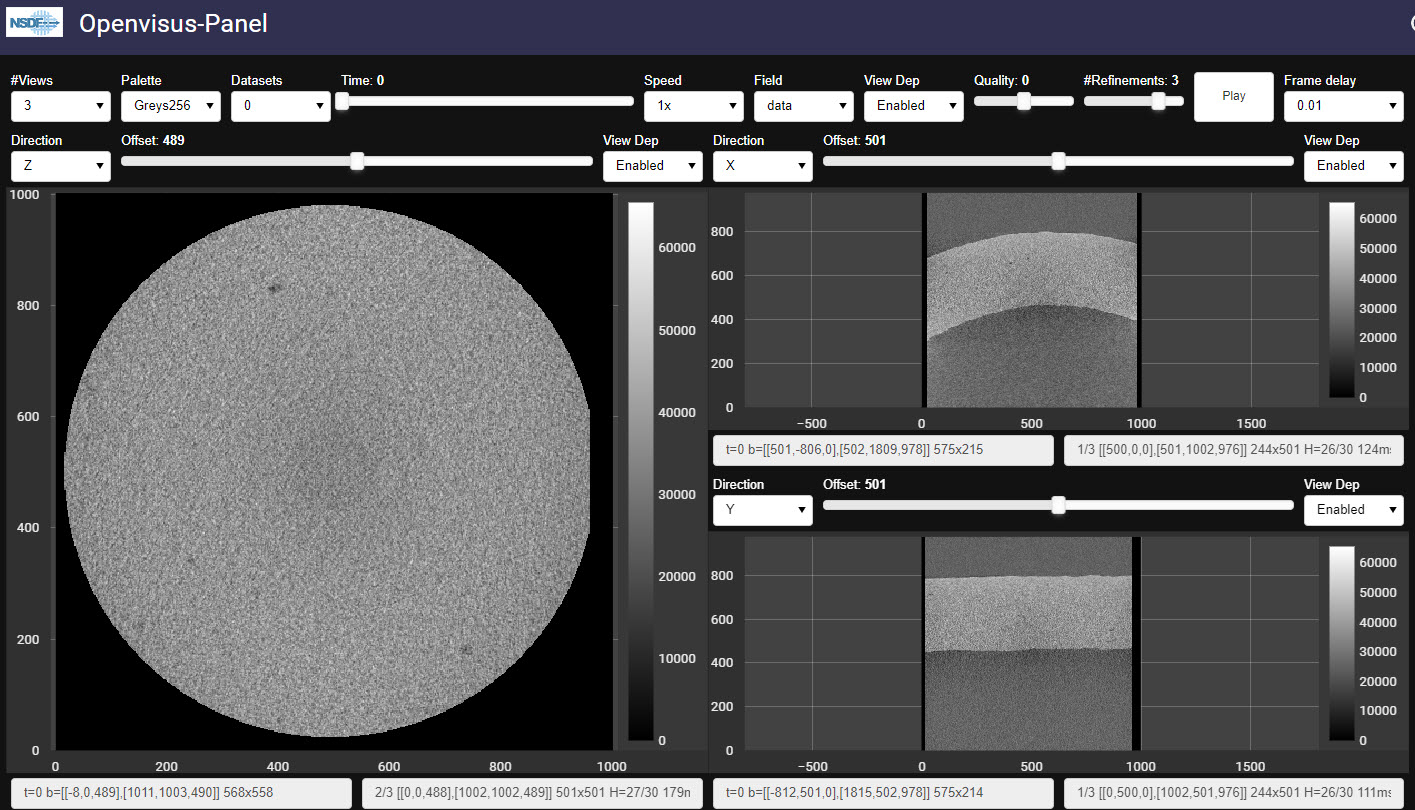 NSDF Openvisus-Panel
#Views Palette Datasets Time: 0 Speed Field View Dep Quality: 0 #Refinements: 3 Frame delay
3 Greys256 0 1x data Enabled Play 0.01
Direction Offset: 489 View Dep
Z Enabled
1000
800
600
400
200
0
0 200 400 600 800 1000
60000
50000
40000
30000
20000
10000
0
t=0 b=[[-8,0,489],[1011,1003,490]] 568x558
2/3 [[0,0,488],[1002,1002,489]] 501x501 H=27/30 179n
Direction Offset: 501 View Dep
X Enabled
800
600
400
200
0
−500 0 500 1000 1500
60000
50000
40000
30000
20000
10000
0
t=0 b=[[501,-806,0],[502,1809,978]] 575x215
1/3 [[500,0,0],[501,1002,976]] 244x501 H=26/30 124ms
Direction Offset: 501 View Dep
Y Enabled
800
600
400
200
0
−500 0 500 1000 1500
60000
50000
40000
30000
20000
10000
0
t=0 b=[[-812,501,0],[1815,502,978]] 575x214
1/3 [[0,500,0],[1002,501,976]] 244x501 H=26/30 111ms